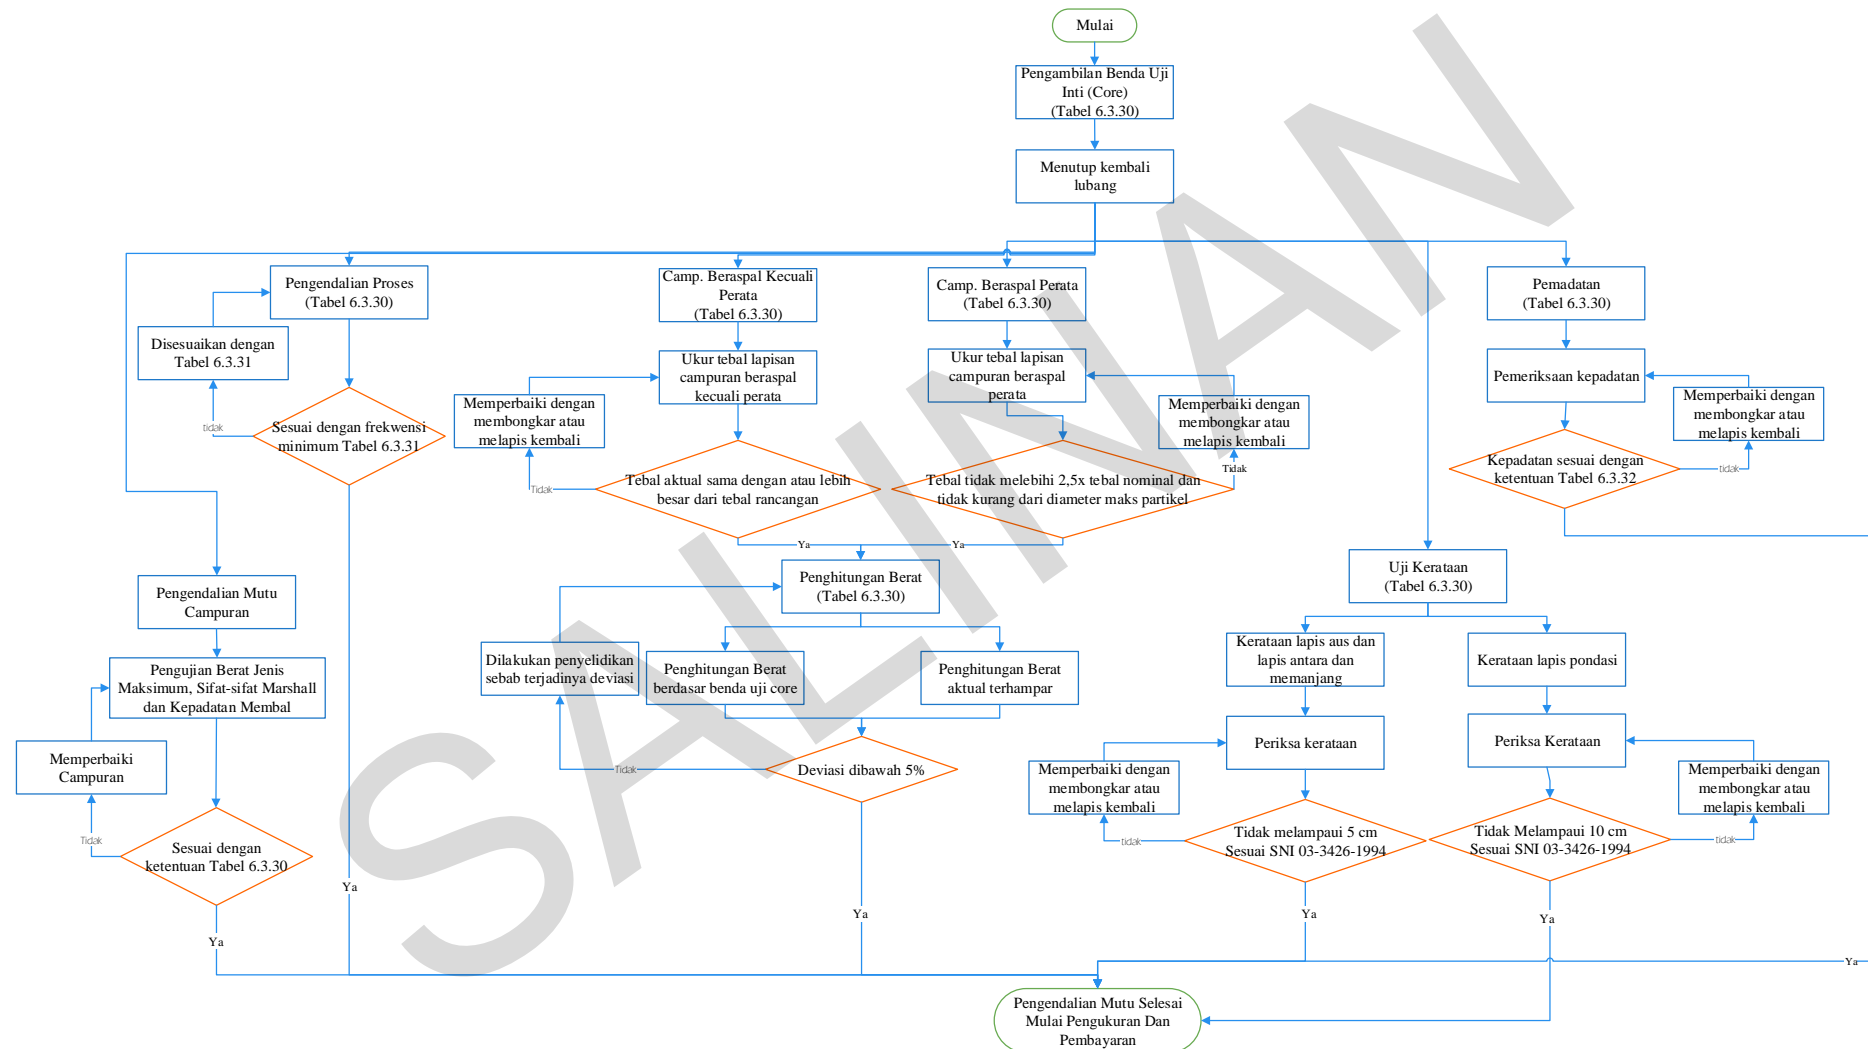 Mulai
Pengambilan Benda Uji
Inti (Core)
(Tabel 6.3.30)
Menutup kembali
lubang
Pengendalian Proses
(Tabel 6.3.30)
Disesuaikan dengan
Tabel 6.3.31
tidak
Sesuai dengan frekwensi
minimum Tabel 6.3.31
Ya
Camp. Beraspal Kecuali
Perata
(Tabel 6.3.30)
Ukur tebal lapisan
campuran beraspal
kecuali perata
Memperbaiki dengan
membongkar atau
melapis kembali
Tidak
Tebal aktual sama dengan atau lebih
besar dari tebal rancangan
Ya
Camp. Beraspal Perata
(Tabel 6.3.30)
Ukur tebal lapisan
campuran beraspal
perata
Memperbaiki dengan
membongkar atau
melapis kembali
Tidak
Tebal tidak melebihi 2,5x tebal nominal dan
tidak kurang dari diameter maks partikel
Ya
Pemadatan
(Tabel 6.3.30)
Pemeriksaan kepadatan
Memperbaiki dengan
membongkar atau
melapis kembali
tidak
Kepadatan sesuai dengan
ketentuan Tabel 6.3.32
Pengendalian Mutu
Campuran
Pengujian Berat Jenis
Maksimum, Sifat-sifat Marshall
dan Kepadatan Membal
Memperbaiki
Campuran
Tidak
Sesuai dengan
ketentuan Tabel 6.3.30
Ya
Penghitungan Berat
(Tabel 6.3.30)
Dilakukan penyelidikan
sebab terjadinya deviasi
Penghitungan Berat
berdasar benda uji core
Penghitungan Berat
aktual terhampar
Tidak
Deviasi dibawah 5%
Ya
Uji Kerataan
(Tabel 6.3.30)
Kerataan lapis aus dan
lapis antara dan
memanjang
Kerataan lapis pondasi
Periksa kerataan
Periksa Kerataan
Memperbaiki dengan
membongkar atau
melapis kembali
Memperbaiki dengan
membongkar atau
melapis kembali
tidak
Tidak melampaui 5 cm
Sesuai SNI 03-3426-1994
Tidak Melampaui 10 cm
Sesuai SNI 03-3426-1994
tidak
Ya
Ya
Ya
Pengendalian Mutu Selesai
Mulai Pengukuran Dan
Pembayaran
SALINAN